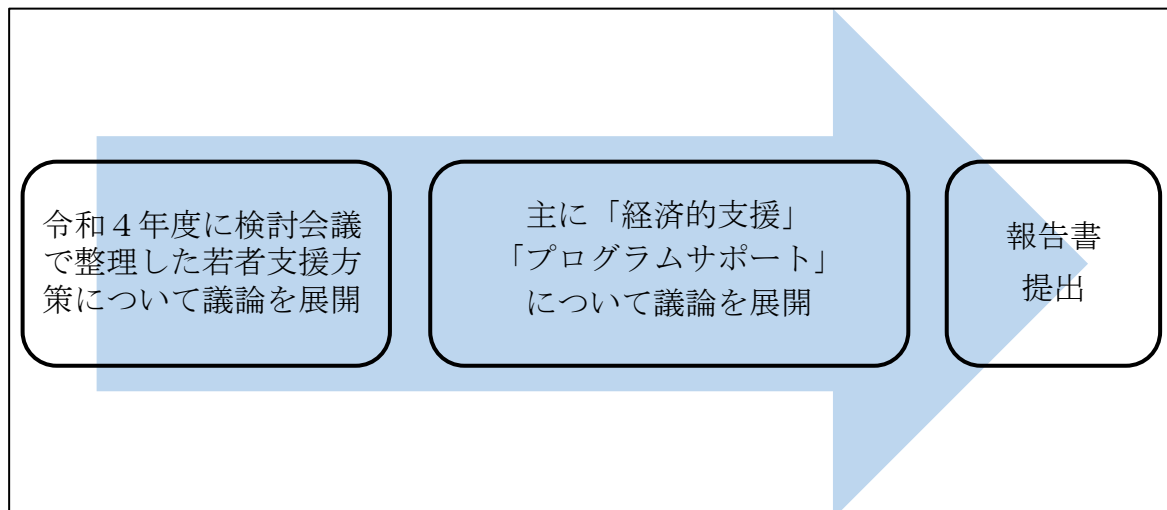 令和４年度に検討会議
で整理した若者支援方
策について議論を展開
主に「経済的支援」
「プログラムサポート」
について議論を展開
報告書
提出